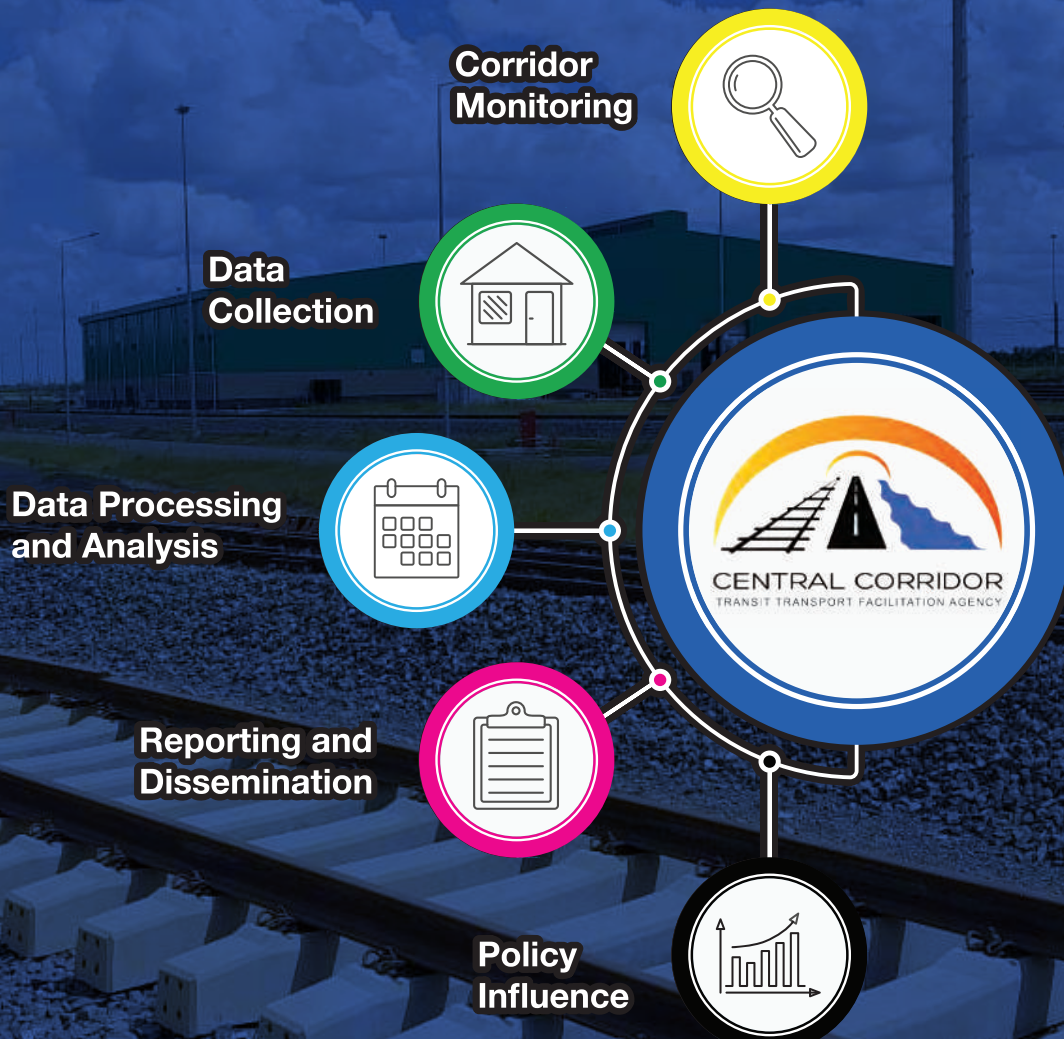 Corridor
Monitoring
Data
Collection
Data Processing
and Analysis
CENTRAL CORRIDOR
TRANSIT TRANSPORT FACILITATION AGENCY
Reporting and
Dissemination
Policy
Influence